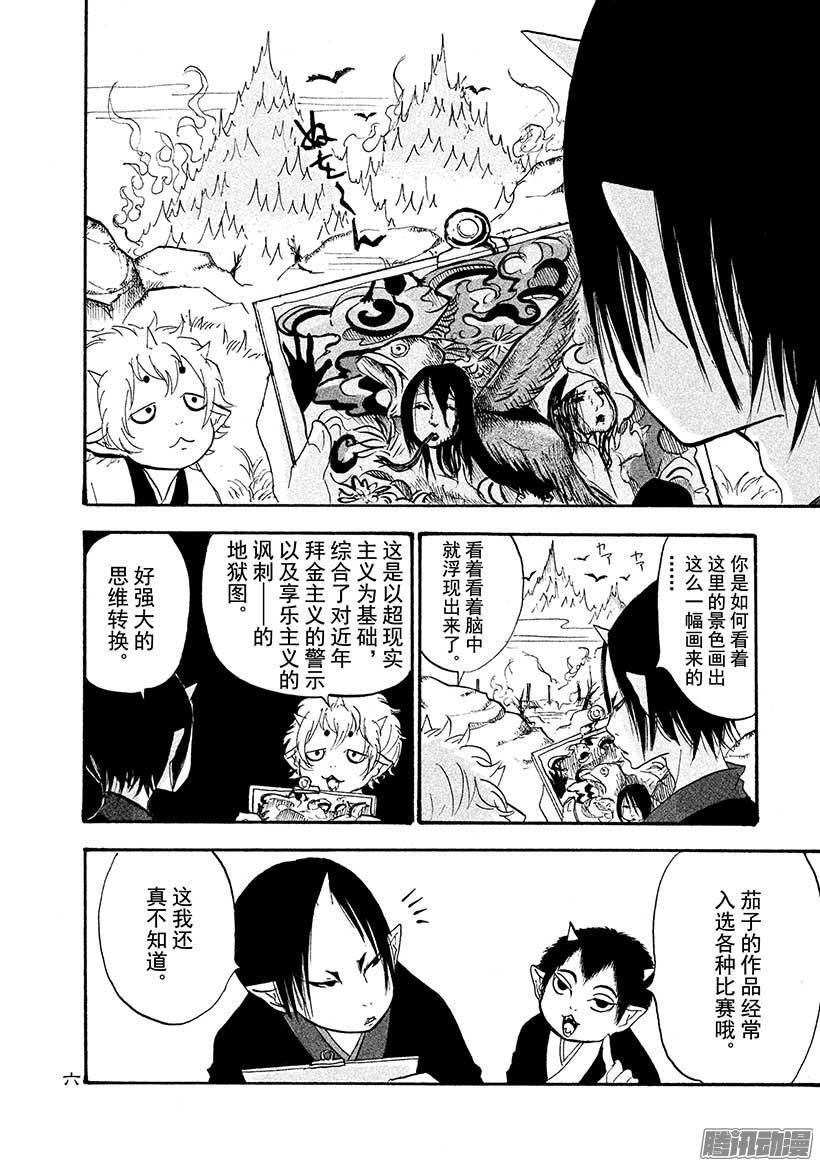 ぬを〜〜ん
你是如何看着
这里的景色画出
这么一幅画来的
……
カァ
カァ
看着看着脑中
就浮现出来了。
这是以超现实
主义为基础，
综合了对近年
拜金主义的警示
以及享乐主义的
讽刺——的
地狱图。
好强大的
思维转换。
茄子的作品经常
入选各种比赛哦。
这我还
真不知道。
六
腾讯动漫